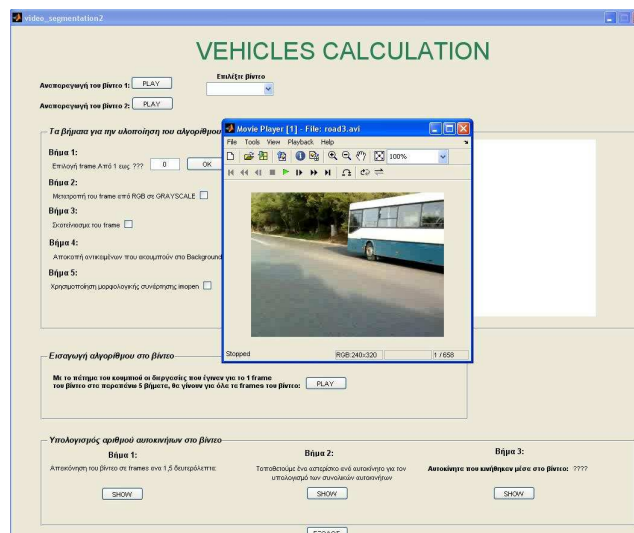 video_segmentation2
VEHICLES CALCULATION
Αναπαραγωγή του βίντεο 1: PLAY
Επιλέξτε βίντεο
Αναπαραγωγή του βίντεο 2: PLAY
Τα βήματα για την υλοποίηση του αλγορίθμου
Βήμα 1:
Επιλογή frame.Από 1 εως ??? 0 OK
Βήμα 2:
Μετατροπή του frame από RGB σε GRAYSCALE
Βήμα 3:
Σκοτείνιασμα του frame
Βήμα 4:
Αποκοπή αντικειμένων που ακουμπούν στο Background
Βήμα 5:
Χρησιμοποίηση μορφολογικής συνάρτησης imopen
Movie Player [1] - File: road3.avi
File Tools View Playback Help
100%
Stopped RGB:240x320 1 / 658
Εισαγωγή αλγορίθμου στο βίντεο
Με το πάτημα του κουμπιού οι διεργασίες που έγιναν για το 1 frame
του βίντεο στα παραπάνω 5 βήματα, θα γίνουν για όλα τα frames του βίντεο: PLAY
Υπολογισμός αριθμού αυτοκινήτων στο βίντεο
Βήμα 1:
Απεικόνηση του βίντεο σε frames ανα 1,5 δευτερόλεπτα:
SHOW
Βήμα 2:
Τοποθετούμε ένα αστερίσκο ανά αυτοκίνητο για τον
υπολογισμό των συνολικών αυτοκινήτων
SHOW
Βήμα 3:
Αυτοκίνητα που κινήθηκαν μέσα στο βίντεο: ????
SHOW